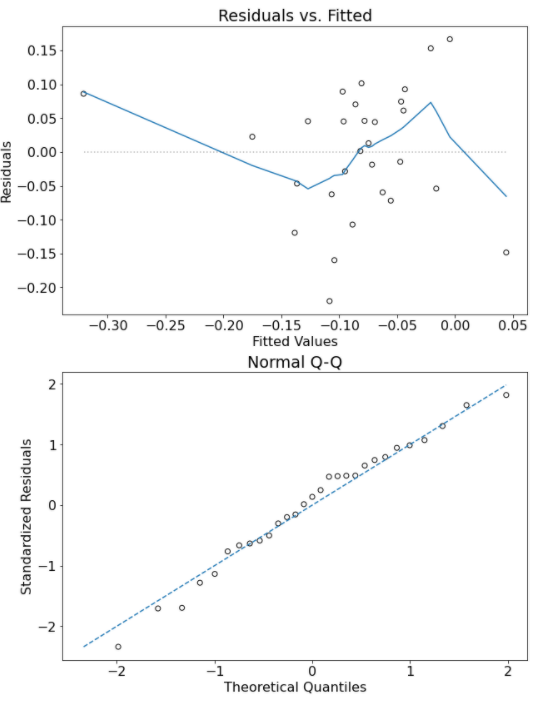 Residuals vs. Fitted
0.15
0.10
0.05
0.00
−0.05
−0.10
−0.15
−0.20
Residuals
−0.30 −0.25 −0.20 −0.15 −0.10 −0.05 0.00 0.05
Fitted Values
Normal Q-Q
2
1
0
−1
−2
Standardized Residuals
−2 −1 0 1 2
Theoretical Quantiles